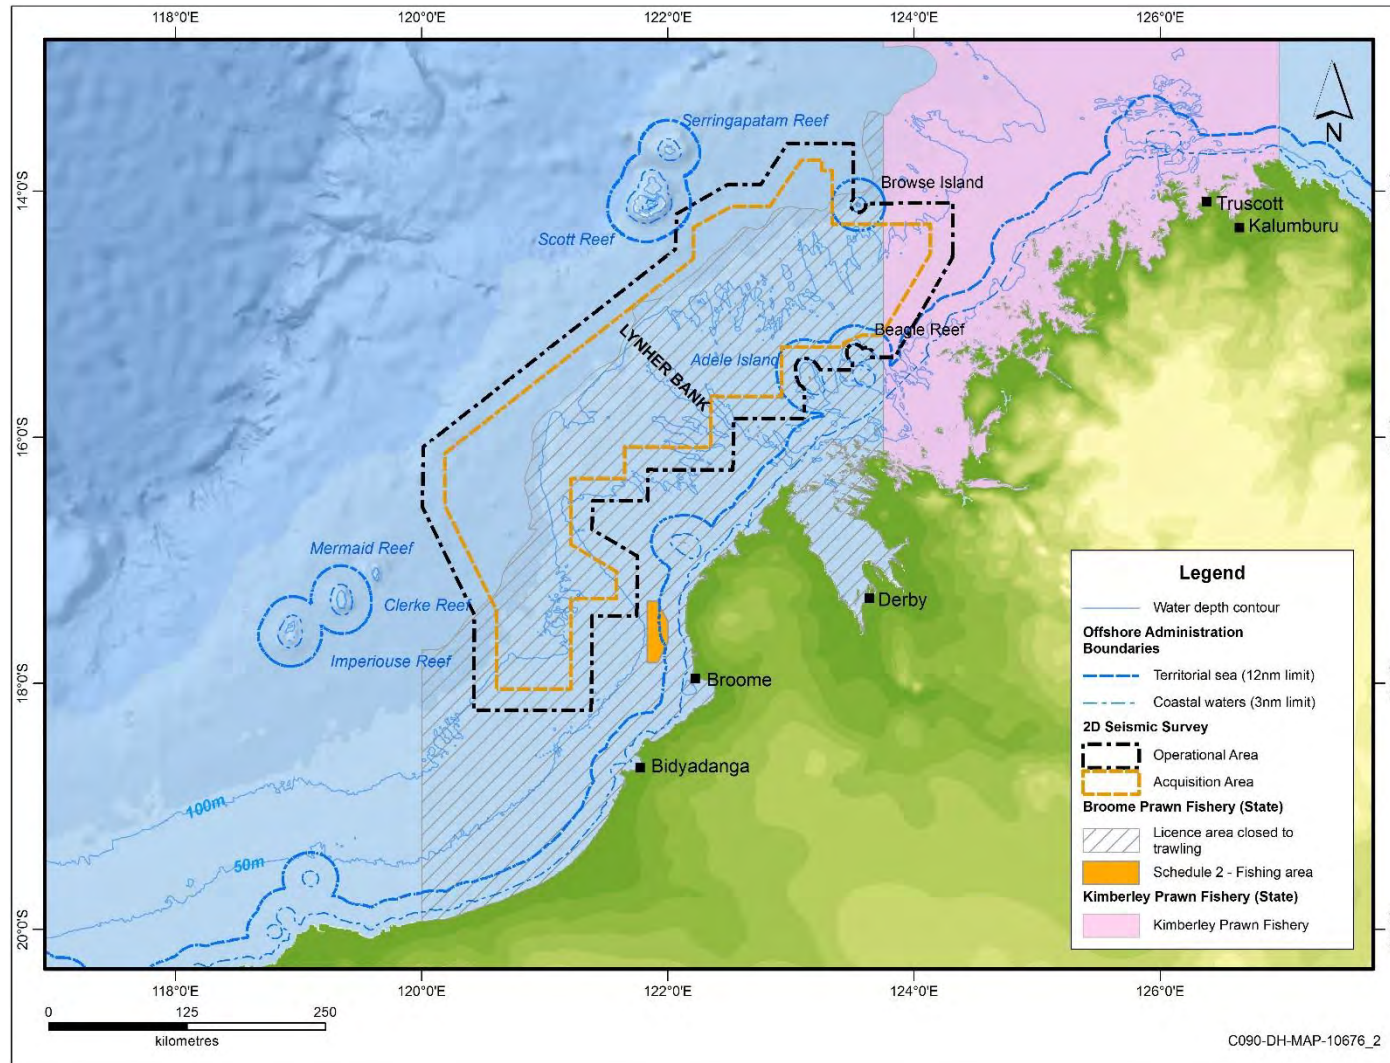 118°0'E
120°0'E
122°0'E
124°0'E
126°0'E
14°0'S
16°0'S
18°0'S
20°0'S
N
Serringapatam Reef
Browse Island
Scott Reef
Truscott
Kalumburu
LYNHER BANK
Adele Island
Beagle Reef
Mermaid Reef
Clerke Reef
Imperiouse Reef
Derby
Broome
Bidyadanga
100m
50m
Legend
Water depth contour
Offshore Administration
Boundaries
Territorial sea (12nm limit)
Coastal waters (3nm limit)
2D Seismic Survey
Operational Area
Acquisition Area
Broome Prawn Fishery (State)
Licence area closed to
trawling
Schedule 2 - Fishing area
Kimberley Prawn Fishery (State)
Kimberley Prawn Fishery
118°0'E
120°0'E
122°0'E
124°0'E
126°0'E
0
125
250
kilometres
C090-DH-MAP-10676_2